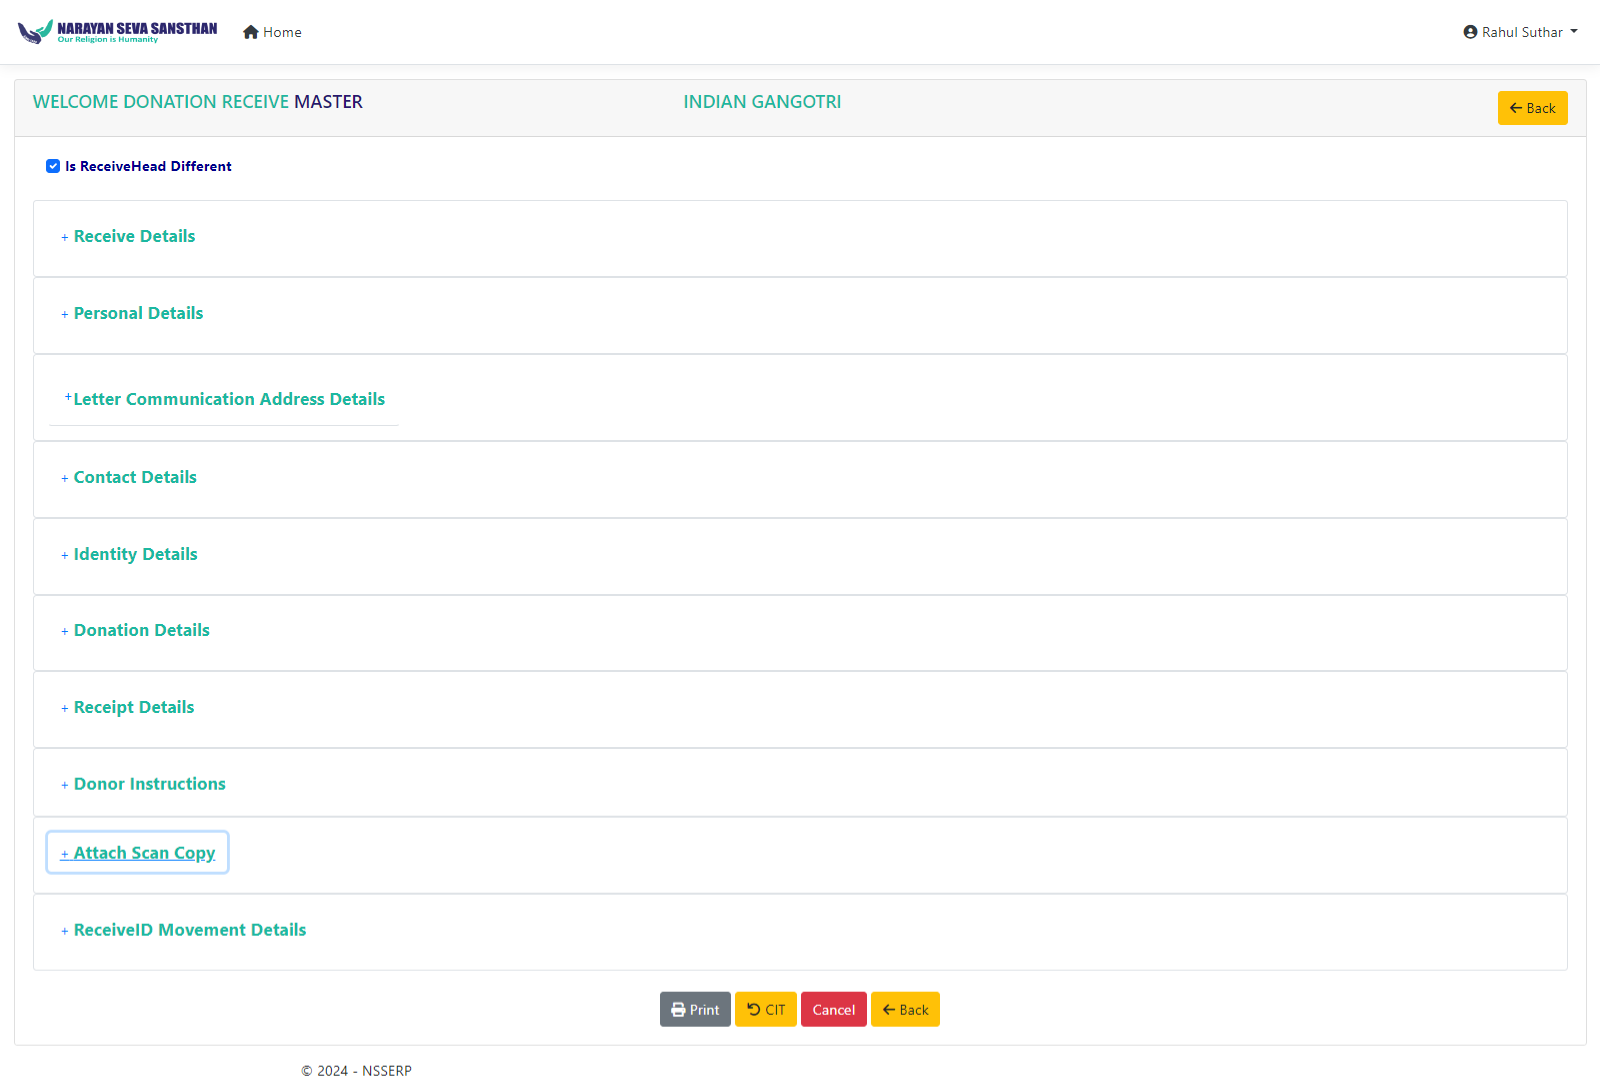 NARAYAN SEVA SANSTHAN
Our Religion is Humanity
Home
Rahul Suthar
WELCOME DONATION RECEIVE MASTER
INDIAN GANGOTRI
Back
Is ReceiveHead Different
+ Receive Details
+ Personal Details
+Letter Communication Address Details
+ Contact Details
+ Identity Details
+ Donation Details
+ Receipt Details
+ Donor Instructions
+ Attach Scan Copy
+ ReceiveID Movement Details
Print
CIT
Cancel
Back
© 2024 - NSSERP